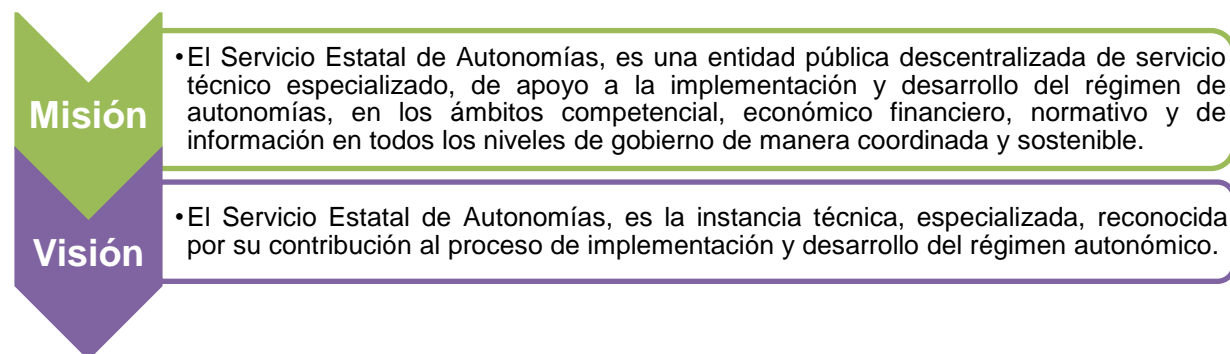 Misión
•El Servicio Estatal de Autonomías, es una entidad pública descentralizada de servicio
técnico especializado, de apoyo a la implementación y desarrollo del régimen de
autonomías, en los ámbitos competencial, económico financiero, normativo y de
información en todos los niveles de gobierno de manera coordinada y sostenible.
Visión
•El Servicio Estatal de Autonomías, es la instancia técnica, especializada, reconocida
por su contribución al proceso de implementación y desarrollo del régimen autonómico.